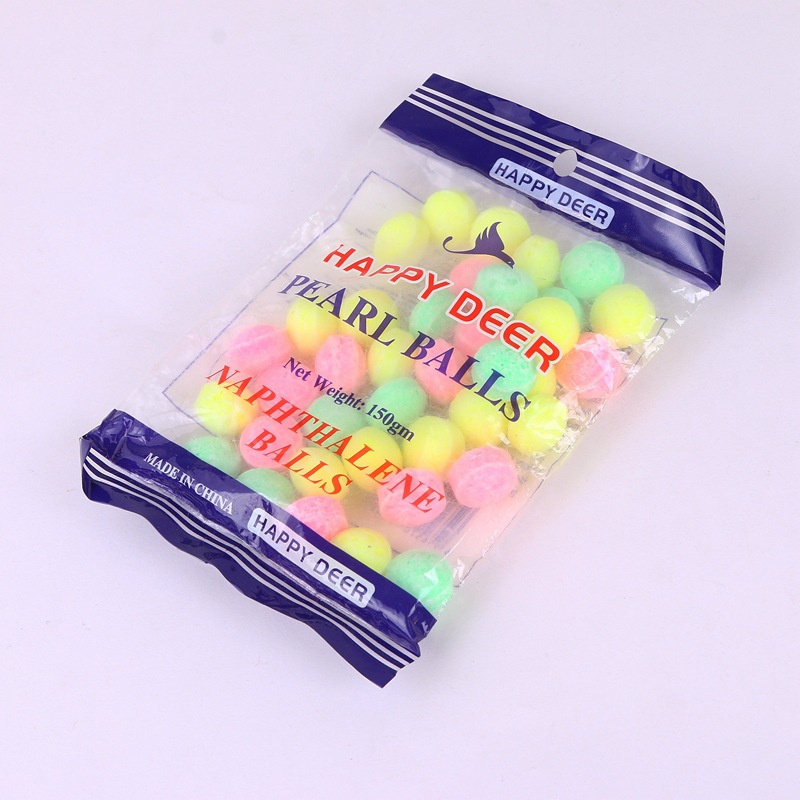 HAPPY DEER
HAPPY DEER
PEARL BALLS
Net Weight: 150gm
NAPHTHALENE
BALLS
MADE IN CHINA
HAPPY DEER